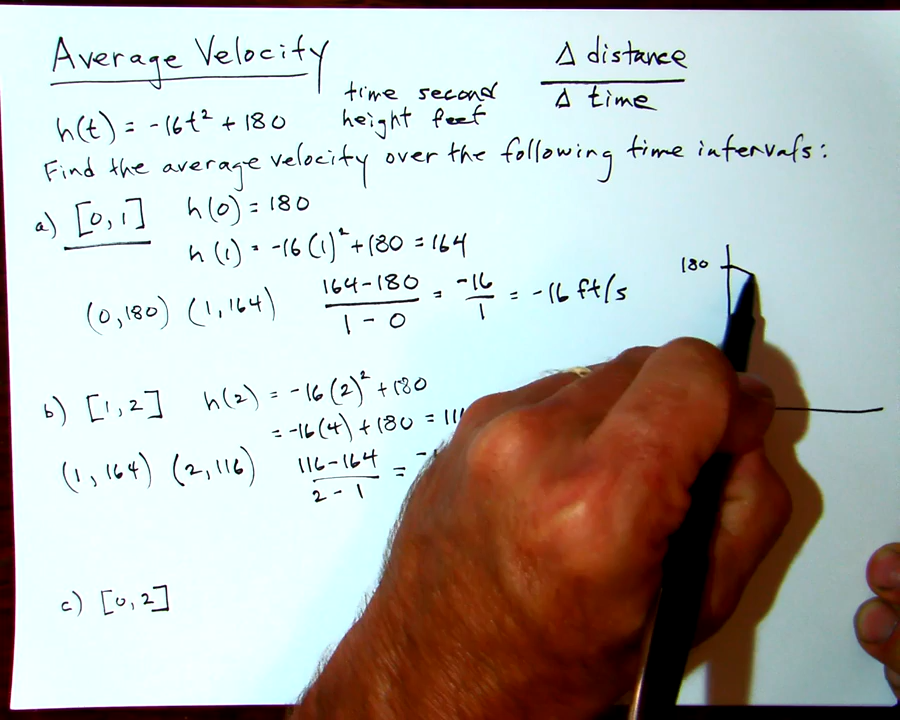 Average Velocity
Δ distance
Δ time
time second
height feet
h(t) = -16t² + 180
Find the average velocity over the following time intervals:
a) [0,1] h(0) = 180
h(1) = -16(1)² + 180 = 164
(0,180) (1,164) 164-180 / 1 - 0 = -16 / 1 = -16 ft/s
180
b) [1,2] h(2) = -16(2)² + 180
= -16(4) + 180 = 11
(1,164) (2,116) 116-164 / 2 - 1 = -
c) [0,2]